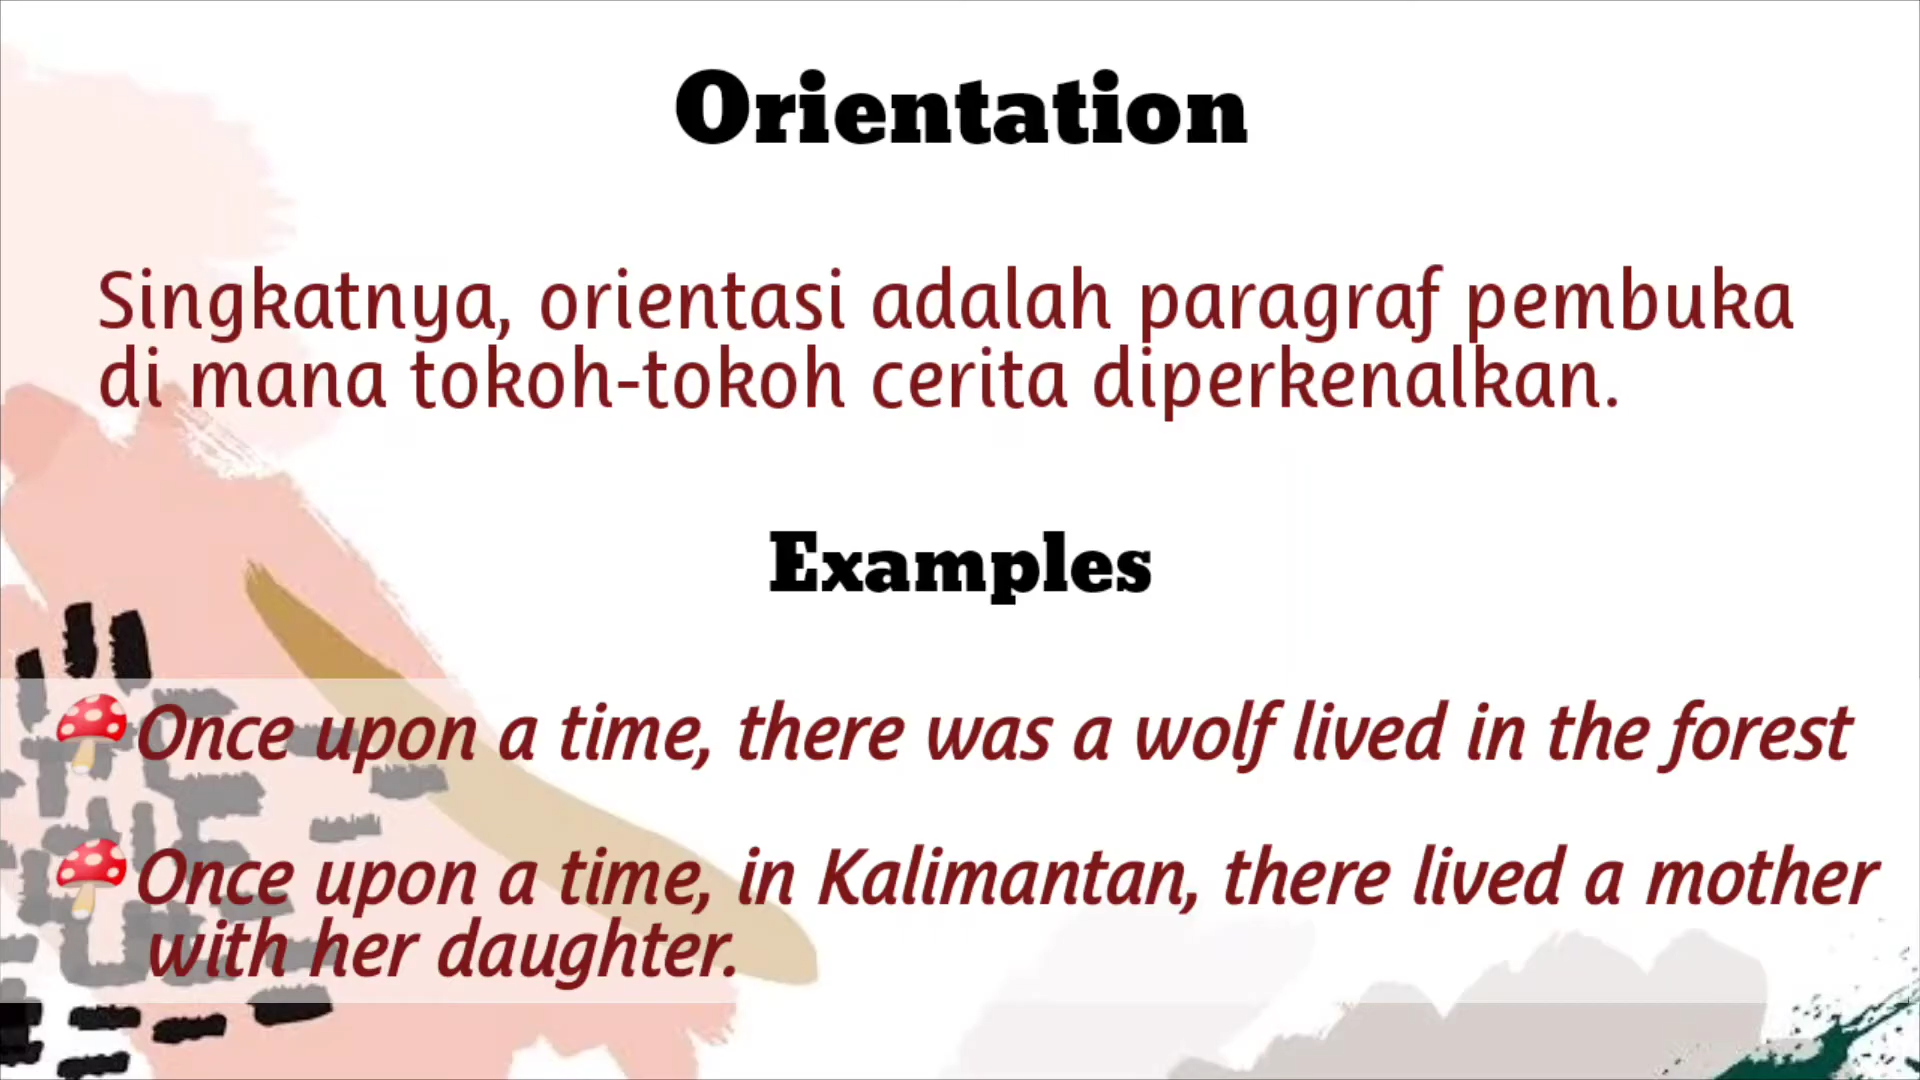 Orientation
Singkatnya, orientasi adalah paragraf pembuka
di mana tokoh-tokoh cerita diperkenalkan.
Examples
Once upon a time, there was a wolf lived in the forest
Once upon a time, in Kalimantan, there lived a mother
with her daughter.